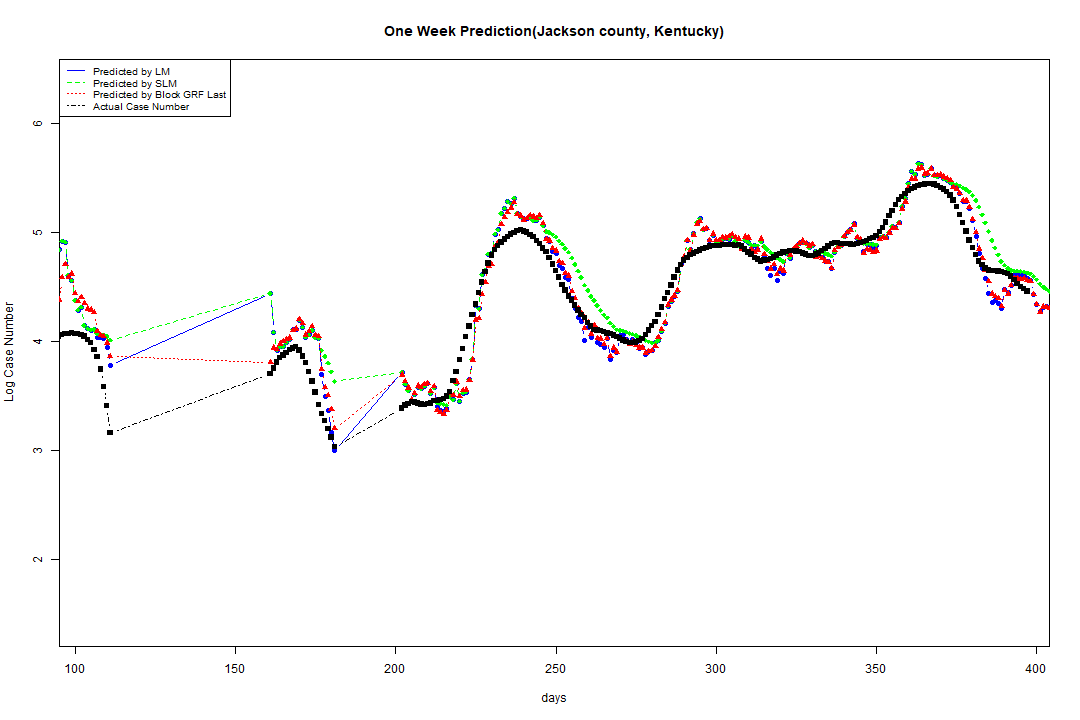 One Week Prediction(Jackson county, Kentucky)
Predicted by LM
Predicted by SLM
Predicted by Block GRF Last
Actual Case Number
6
5
4
3
2
Log Case Number
100 150 200 250 300 350 400
days